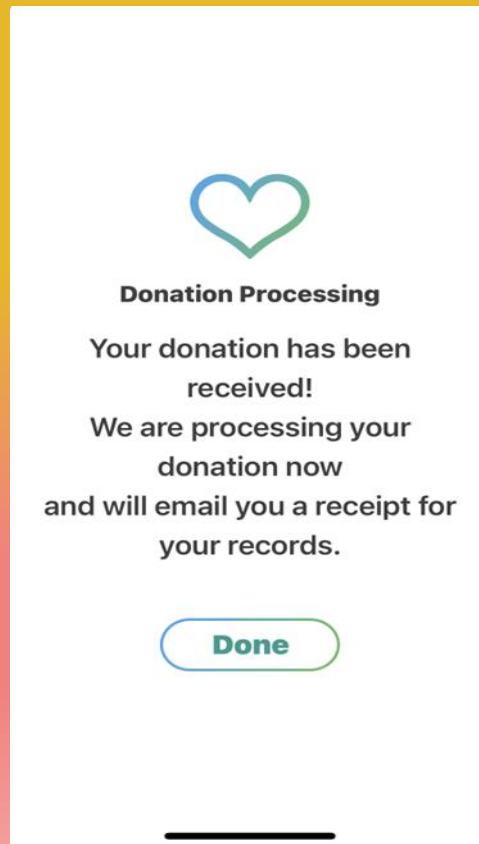 Donation Processing
Your donation has been
received!
We are processing your
donation now
and will email you a receipt for
your records.
Done